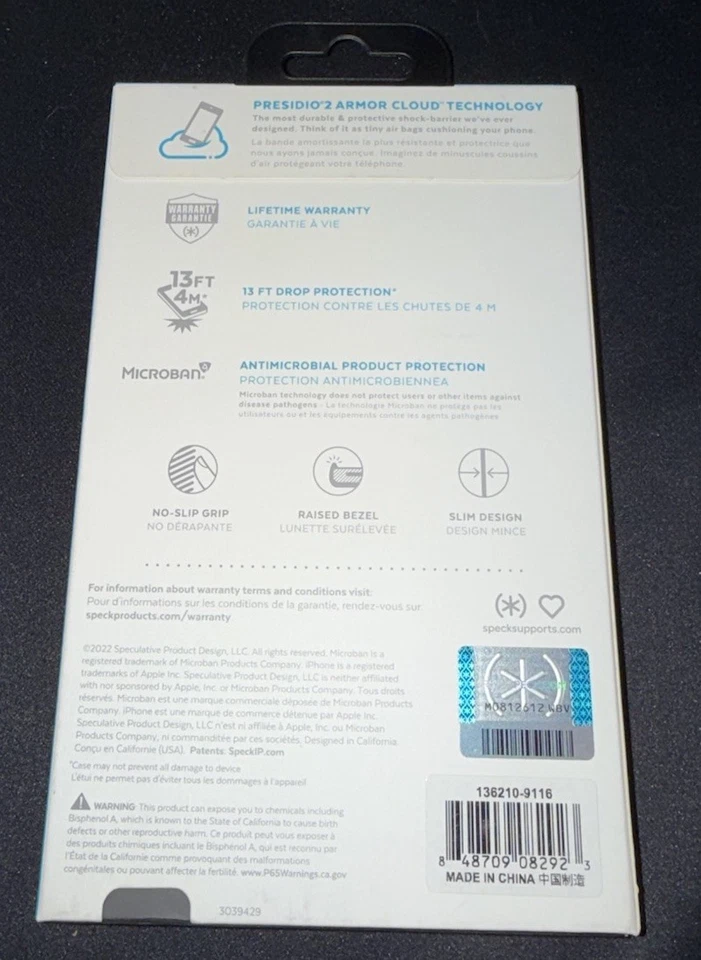 PRESIDIO®2 ARMOR CLOUD™ TECHNOLOGY
The most durable & protective shock-barrier we've ever
designed. Think of it as tiny air bags cushioning your phone.
La bande amortissante la plus résistante et protectrice que
nous ayons jamais conçue. Imaginez de minuscules coussins
d'air protégeant votre téléphone.
WARRANTY
GARANTIE
LIFETIME WARRANTY
GARANTIE À VIE
13FT
4M*
13 FT DROP PROTECTION*
PROTECTION CONTRE LES CHUTES DE 4 M
MICROBAN®
ANTIMICROBIAL PRODUCT PROTECTION
PROTECTION ANTIMICROBIENNEA
Microban technology does not protect users or other items against
disease pathogens - La technologie Microban ne protège pas les
utilisateurs ou et les équipements contre les agents pathogènes
NO-SLIP GRIP
NO DÉRAPANTE
RAISED BEZEL
LUNETTE SURÉLEVÉE
SLIM DESIGN
DESIGN MINCE
For information about warranty terms and conditions visit:
Pour d'informations sur les conditions de la garantie, rendez-vous sur:
speckproducts.com/warranty
specksupports.com
©2022 Speculative Product Design, LLC. All rights reserved. Microban is a
registered trademark of Microban Products Company. iPhone is a registered
trademarks of Apple Inc. Speculative Product Design, LLC is neither affiliated
with nor sponsored by Apple, Inc. or Microban Products Company. Tous droits
réservés. Microban est une marque commerciale déposée de Microban Products
Company. iPhone est une marque de commerce détenue par Apple Inc.
Speculative Product Design, LLC n'est ni affiliée à Apple, Inc. ou Microban
Products Company, ni commanditée par ces sociétés. Designed in California
Conçu en Californie (USA). Patents: SpeckIP.com
*Case may not prevent all damage to device
L'étui ne permet pas d'éviter tous les dommages à l'appareil
WARNING This product can expose you to chemicals including
Bisphenol A, which is known to the State of California to cause birth
defects or other reproductive harm. Ce produit peut vous exposer à
des produits chimiques incluant le Bisphénol A, qui est reconnu par
l'État de la Californie comme provoquant des malformations
congénitales ou pouvant affecter la fertilité. www.P65Warnings.ca.gov
M0812612WBV
136210-9116
8 48709 08292 3
MADE IN CHINA 中国制造
3039429